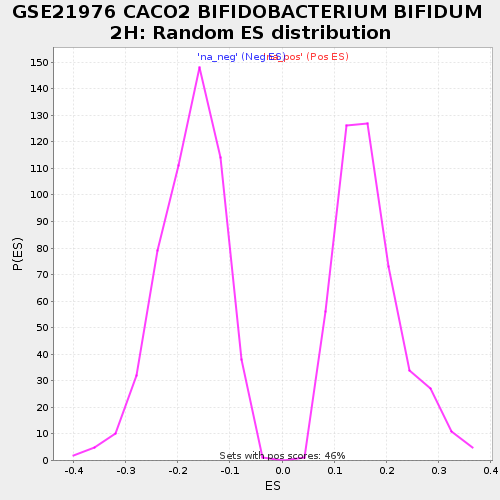 GSE21976 CACO2 BIFIDOBACTERIUM BIFIDUM
2H: Random ES distribution
'na_neg' (Neg ES) 'na_pos' (Pos ES)
150
140
130
120
110
100
90
80
70
60
50
40
30
20
10
0
P(ES)
Sets with pos scores: 46%
-0.4 -0.3 -0.2 -0.1 0.0 0.1 0.2 0.3 0.4
ES